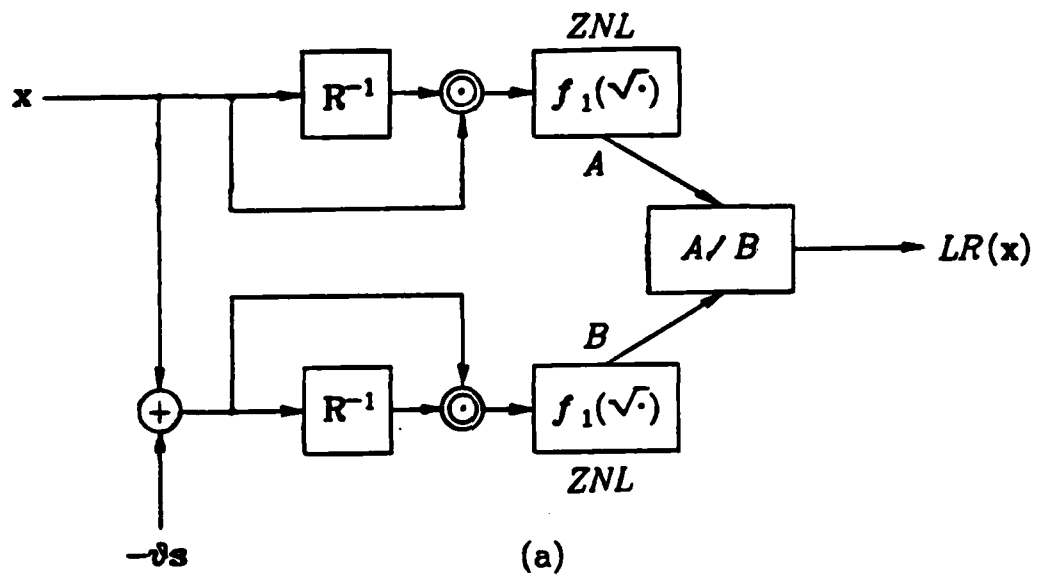 ZNL
x
R⁻¹
f₁(√·)
A
A/B
LR(x)
B
+
R⁻¹
f₁(√·)
ZNL
−ϑs
(a)